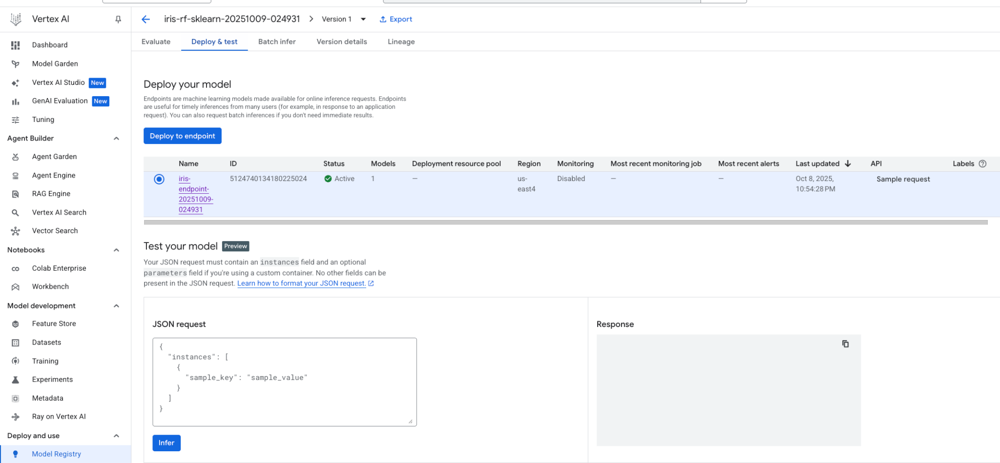 Vertex AI
Dashboard
Model Garden
Vertex AI Studio New
GenAI Evaluation New
Tuning
Agent Builder
Agent Garden
Agent Engine
RAG Engine
Vertex AI Search
Vector Search
Notebooks
Colab Enterprise
Workbench
Model development
Feature Store
Datasets
Training
Experiments
Metadata
Ray on Vertex AI
Deploy and use
Model Registry
iris-rf-sklearn-20251009-024931 > Version 1 Export
Evaluate Deploy & test Batch infer Version details Lineage
Deploy your model
Endpoints are machine learning models made available for online inference requests. Endpoints
are useful for timely inferences from many users (for example, in response to an application
request). You can also request batch inferences if you don't need immediate results.
Deploy to endpoint
Name ID Status Models Deployment resource pool Region Monitoring Most recent monitoring job Most recent alerts Last updated API Labels
iris- 5124740134180225024 Active 1 — us- Disabled — — Oct 8, 2025, Sample request
endpoint- east4 10:54:28 PM
20251009-
024931
Test your model Preview
Your JSON request must contain an instances field and an optional
parameters field if you're using a custom container. No other fields can be
present in the JSON request. Learn how to format your JSON request.
JSON request
{
"instances": [
{
"sample_key": "sample_value"
}
]
}
Infer
Response